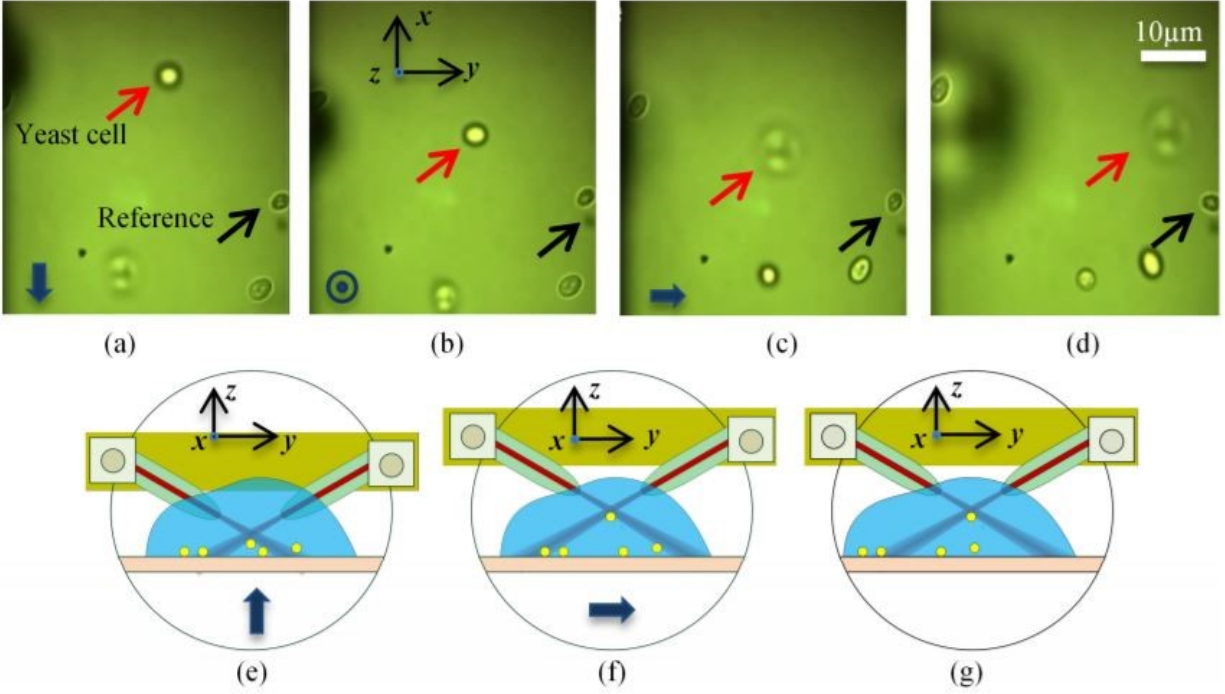 x
z
y
10μm
Yeast cell
Reference
(a)
(b)
(c)
(d)
z
x
y
z
x
y
z
x
y
(e)
(f)
(g)